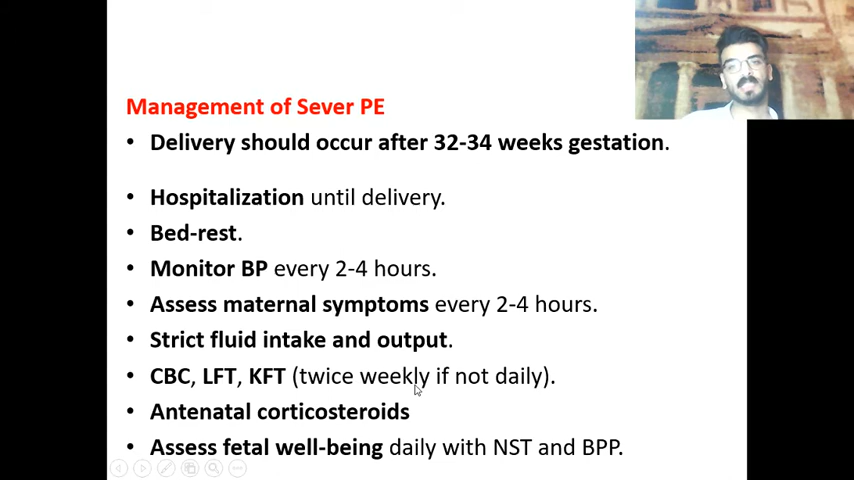 Management of Sever PE
• Delivery should occur after 32-34 weeks gestation.
• Hospitalization until delivery.
• Bed-rest.
• Monitor BP every 2-4 hours.
• Assess maternal symptoms every 2-4 hours.
• Strict fluid intake and output.
• CBC, LFT, KFT (twice weekly if not daily).
• Antenatal corticosteroids
• Assess fetal well-being daily with NST and BPP.